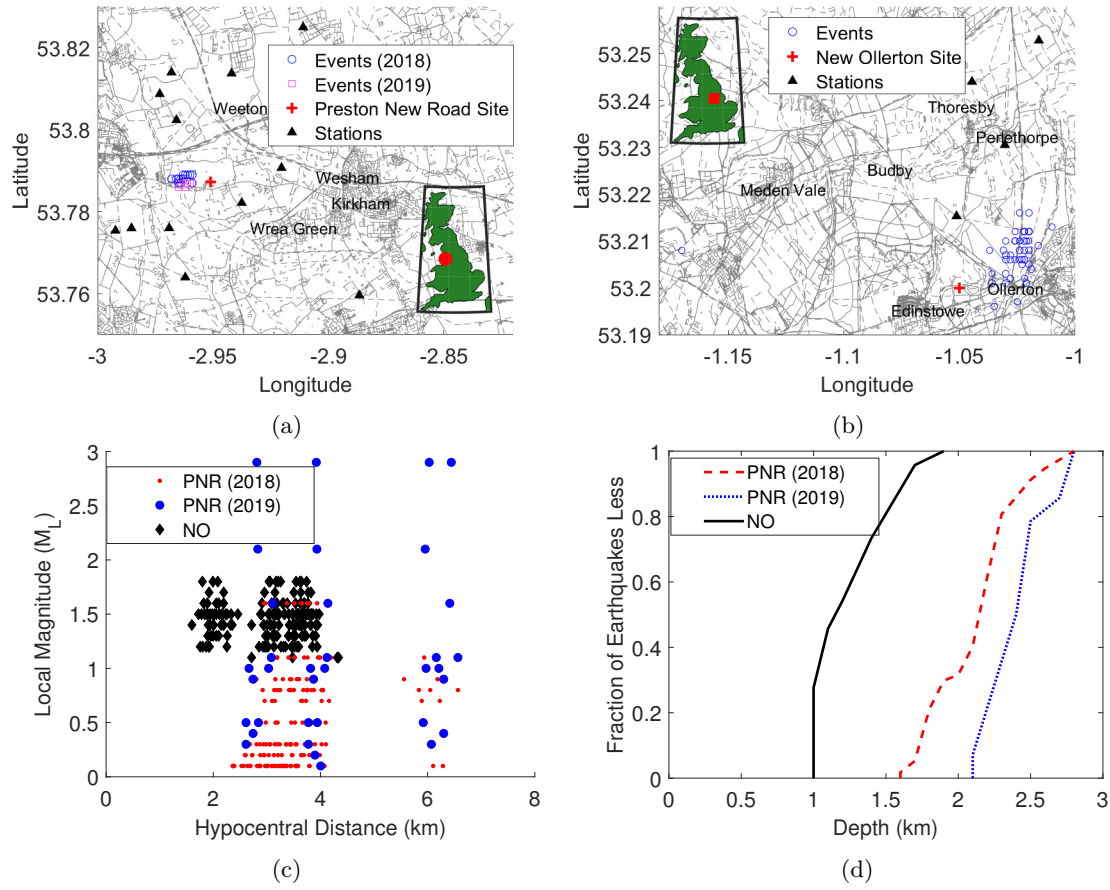 53.82
53.8
53.78
53.76
Latitude
-3
-2.95
-2.9
-2.85
Longitude
Events (2018)
Events (2019)
Preston New Road Site
Stations
Weeton
Wesham
Kirkham
Wrea Green
(a)
53.25
53.24
53.23
53.22
53.21
53.2
53.19
Latitude
-1.15
-1.1
-1.05
-1
Longitude
Events
New Ollerton Site
Stations
Thoresby
Perlethorpe
Budby
Meden Vale
Ollerton
Edinstowe
(b)
3
2.5
2
1.5
1
0.5
0
Local Magnitude (M_L)
0
2
4
6
8
Hypocentral Distance (km)
PNR (2018)
PNR (2019)
NO
(c)
1
0.8
0.6
0.4
0.2
0
Fraction of Earthquakes Less
0
0.5
1
1.5
2
2.5
3
Depth (km)
PNR (2018)
PNR (2019)
NO
(d)